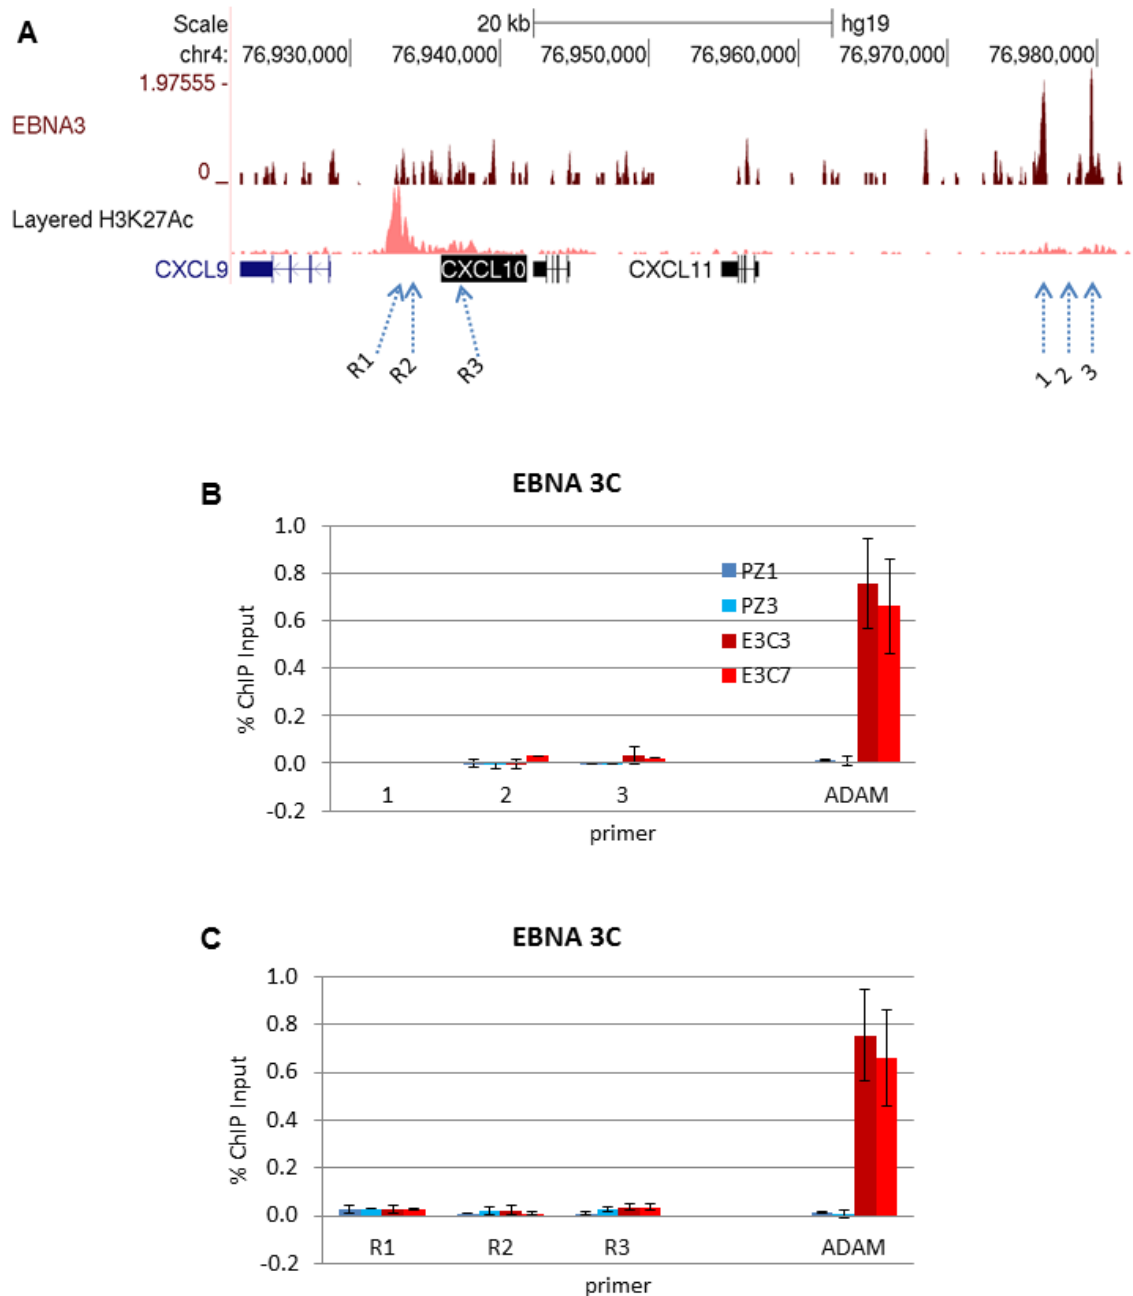 A
Scale 20 kb hg19
chr4: 76,930,000 76,940,000 76,950,000 76,960,000 76,970,000 76,980,000
1.97555 -
EBNA3
0 _
Layered H3K27Ac
CXCL9 CXCL10 CXCL11
R1 R2 R3 1 2 3
B
EBNA 3C
1.0
0.8
0.6
0.4
0.2
0.0
-0.2
% ChIP Input
PZ1
PZ3
E3C3
E3C7
1 2 3 ADAM
primer
C
EBNA 3C
1.0
0.8
0.6
0.4
0.2
0.0
-0.2
% ChIP Input
R1 R2 R3 ADAM
primer